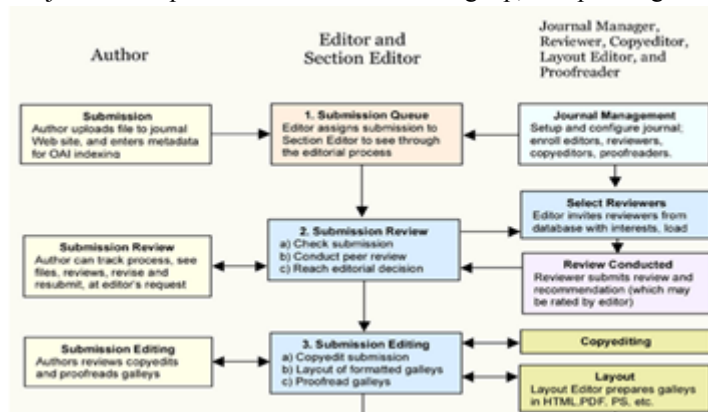 Author
Editor and
Section Editor
Journal Manager,
Reviewer, Copyeditor,
Layout Editor, and
Proofreader
Submission
Author uploads file to journal
Web site, and enters metadata
for OAI indexing
1. Submission Queue
Editor assigns submission to
Section Editor to see through
the editorial process
Journal Management
Setup and configure journal;
enroll editors, reviewers,
copyeditors, proofreaders.
Select Reviewers
Editor invites reviewers from
database with interests, load
2. Submission Review
a) Check submission
b) Conduct peer review
c) Reach editorial decision
Submission Review
Author can track process, see
files, reviews, revise and
resubmit, at editor's request
Review Conducted
Reviewer submits review and
recommendation (which may
be rated by editor)
3. Submission Editing
a) Copyedit submission
b) Layout of formatted galleys
c) Proofread galleys
Submission Editing
Authors reviews copyedits
and proofreads galleys
Copyediting
Layout
Layout Editor prepares galleys
in HTML.PDF, PS, etc.